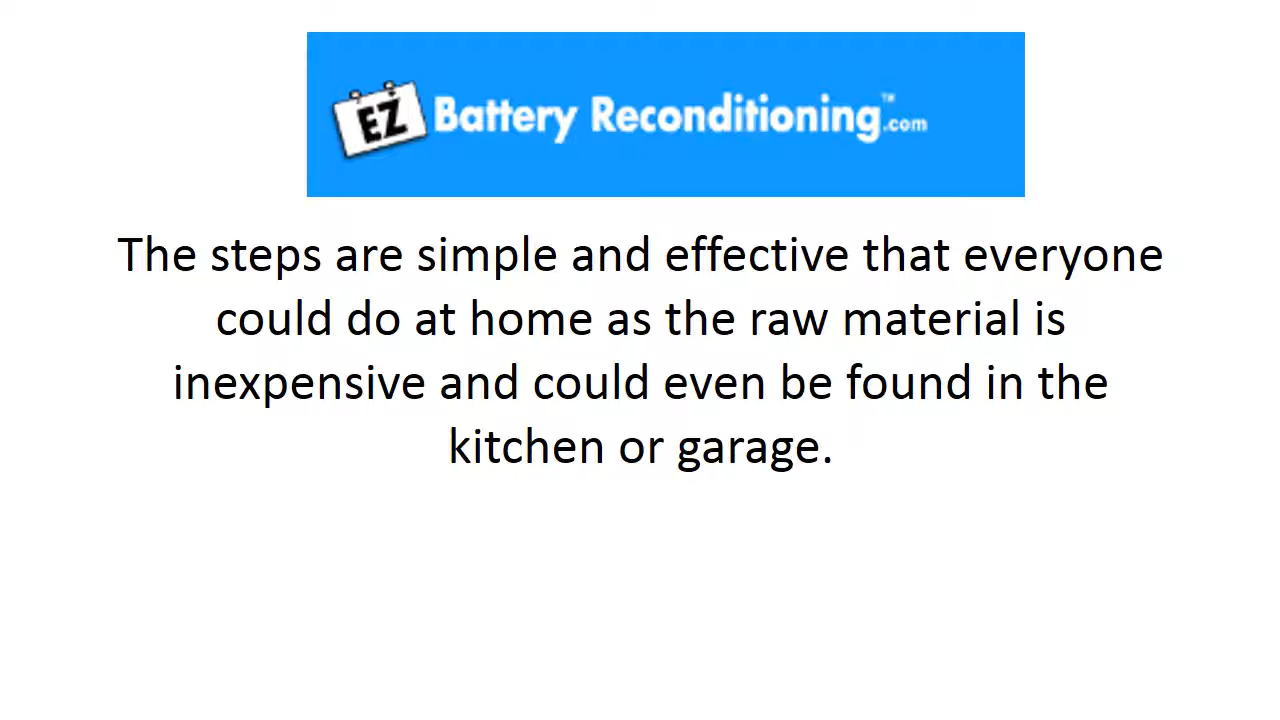 EZ Battery Reconditioning™.com
The steps are simple and effective that everyone
could do at home as the raw material is
inexpensive and could even be found in the
kitchen or garage.